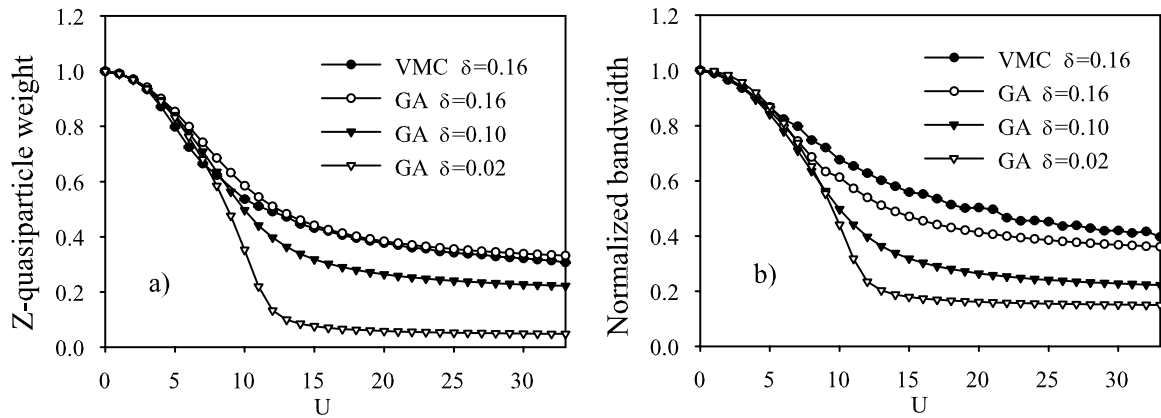 Z-quasiparticle weight
1.2
1.0
0.8
0.6
0.4
0.2
0.0
VMC δ=0.16
GA δ=0.16
GA δ=0.10
GA δ=0.02
a)
0 5 10 15 20 25 30
U
Normalized bandwidth
1.2
1.0
0.8
0.6
0.4
0.2
0.0
VMC δ=0.16
GA δ=0.16
GA δ=0.10
GA δ=0.02
b)
0 5 10 15 20 25 30
U